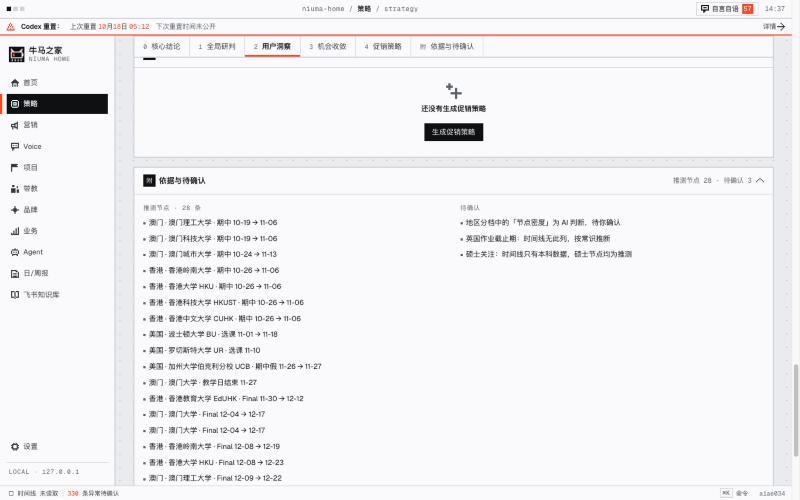 niuma-home / 策略 / strategy
自言自语 57
14:37
Codex 重置: 上次重置 10月18日 05:12 下次重置时间未公开
详情→
牛马之家
NIUMA HOME
首页
策略
营销
Voice
项目
带教
品牌
业务
Agent
日/周报
飞书知识库
设置
LOCAL · 127.0.0.1
0 核心结论
1 全局研判
2 用户洞察
3 机会收敛
4 促销策略
附 依据与待确认
还没有生成促销策略
生成促销策略
附 依据与待确认
推测节点 28 · 待确认 3
推测节点 · 28 条
澳门 · 澳门理工大学 · 期中 10-19 → 11-06
澳门 · 澳门科技大学 · 期中 10-19 → 11-06
澳门 · 澳门城市大学 · 期中 10-24 → 11-13
香港 · 香港岭南大学 · 期中 10-26 → 11-06
香港 · 香港大学 HKU · 期中 10-26 → 11-06
香港 · 香港科技大学 HKUST · 期中 10-26 → 11-06
香港 · 香港中文大学 CUHK · 期中 10-26 → 11-06
美国 · 波士顿大学 BU · 选课 11-01 → 11-18
美国 · 罗切斯特大学 UR · 选课 11-10
美国 · 加州大学伯克利分校 UCB · 期中假 11-26 → 11-27
澳门 · 澳门大学 · 教学日结束 11-27
香港 · 香港教育大学 EdUHK · Final 11-30 → 12-12
澳门 · 澳门大学 · Final 12-04 → 12-17
澳门 · 澳门大学 · Final 12-04 → 12-17
香港 · 香港岭南大学 · Final 12-08 → 12-19
香港 · 香港大学 HKU · Final 12-08 → 12-23
澳门 · 澳门理工大学 · Final 12-09 → 12-22
待确认
地区分档中的「节点密度」为 AI 判断，待你确认
英国作业截止期：时间线无此列，按常识推断
硕士关注：时间线只有本科数据，硕士节点均为推测
时间线 未读取
330 条异常待确认
⌘K 命令
aiae034